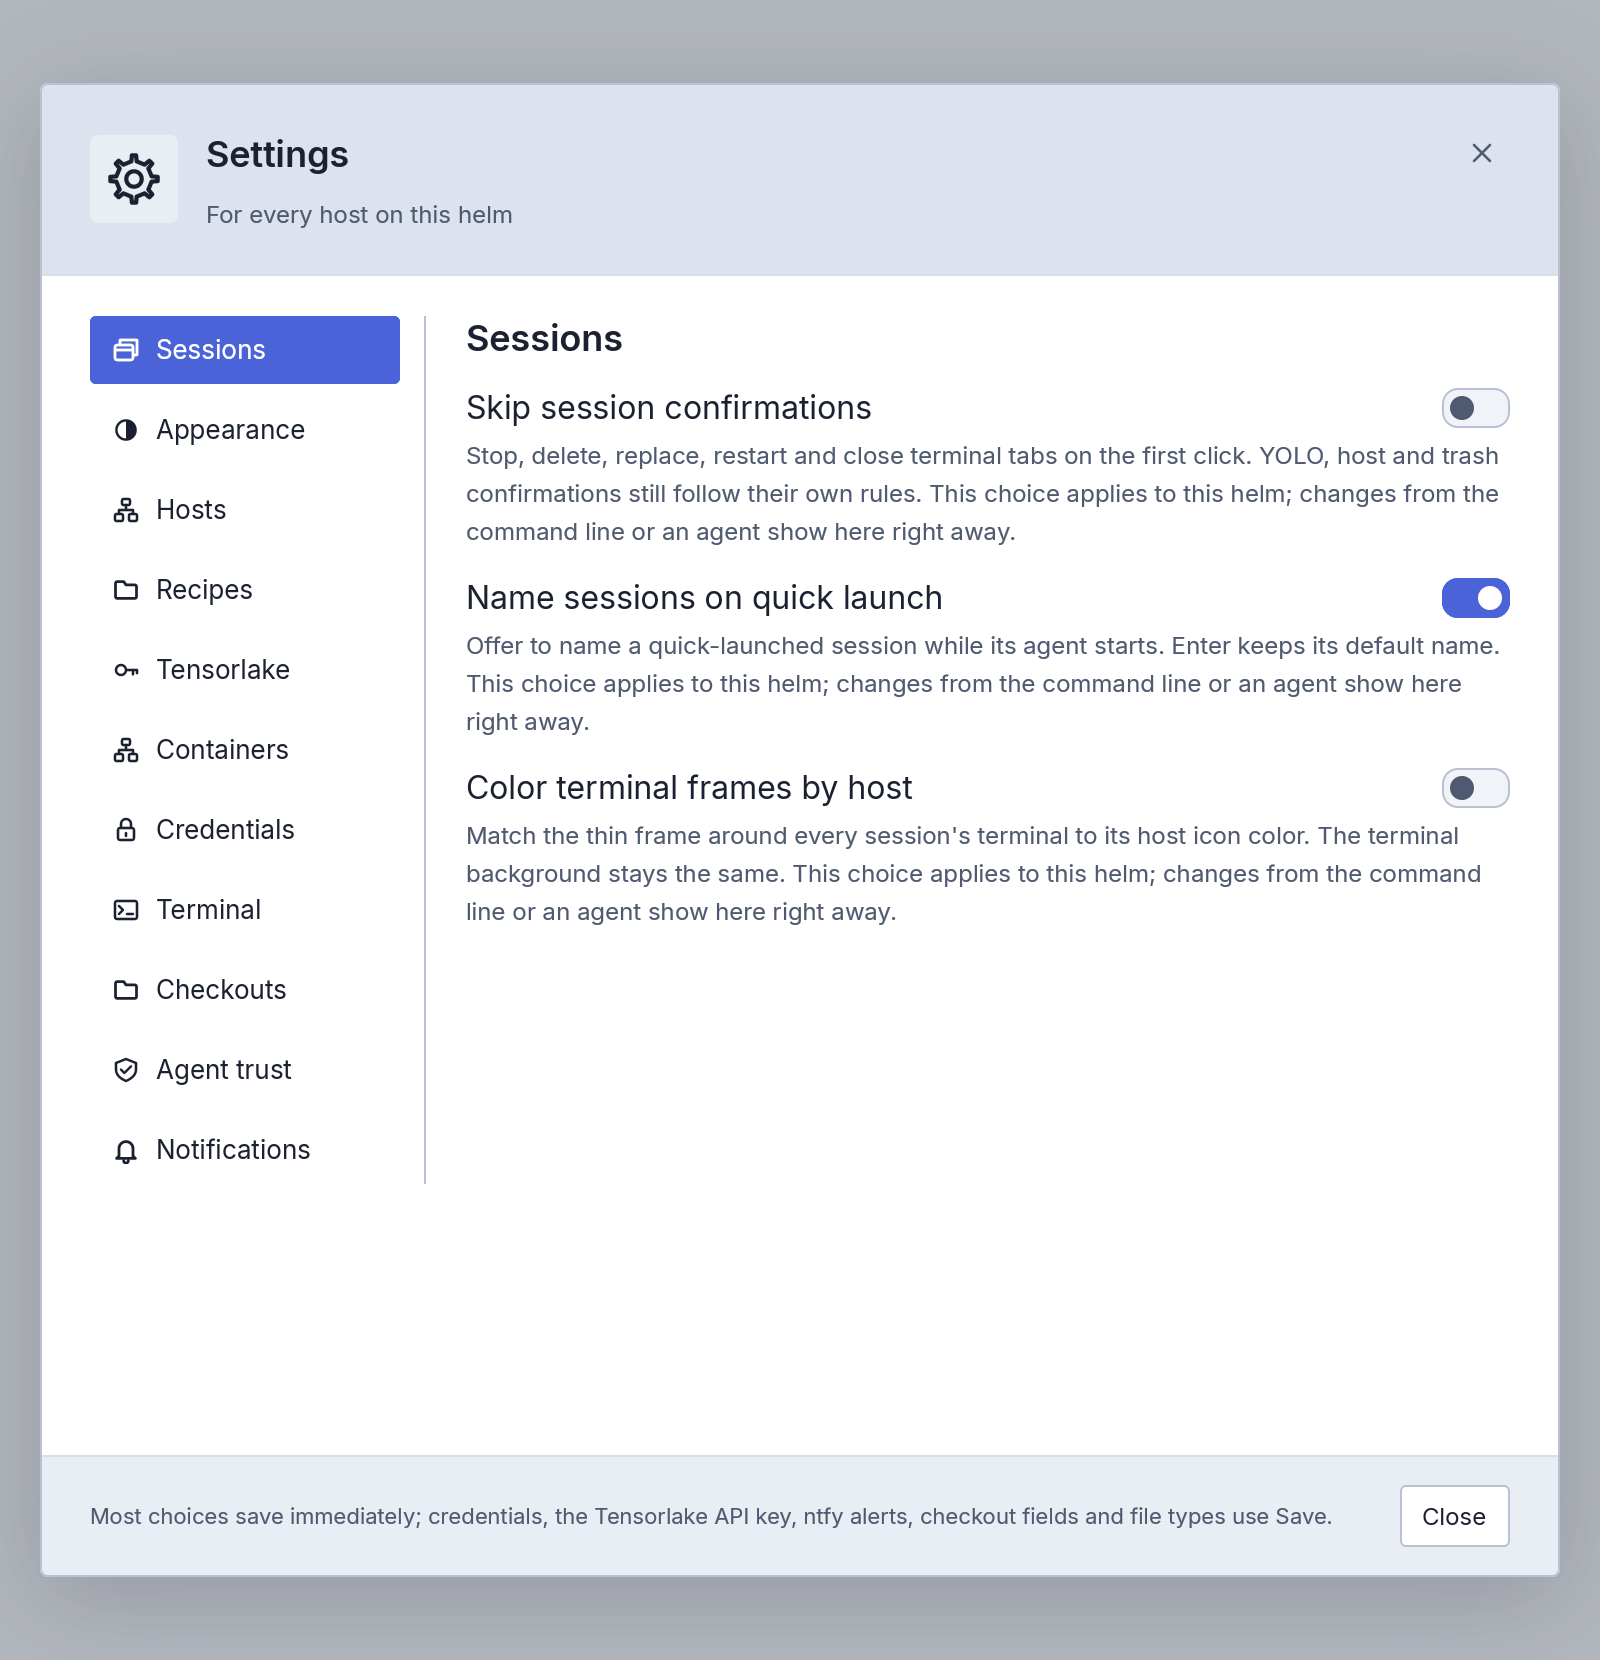 Settings
For every host on this helm
Sessions
Appearance
Hosts
Recipes
Tensorlake
Containers
Credentials
Terminal
Checkouts
Agent trust
Notifications
Sessions
Skip session confirmations
Stop, delete, replace, restart and close terminal tabs on the first click. YOLO, host and trash
confirmations still follow their own rules. This choice applies to this helm; changes from the
command line or an agent show here right away.
Name sessions on quick launch
Offer to name a quick-launched session while its agent starts. Enter keeps its default name.
This choice applies to this helm; changes from the command line or an agent show here
right away.
Color terminal frames by host
Match the thin frame around every session's terminal to its host icon color. The terminal
background stays the same. This choice applies to this helm; changes from the command
line or an agent show here right away.
Most choices save immediately; credentials, the Tensorlake API key, ntfy alerts, checkout fields and file types use Save.
Close